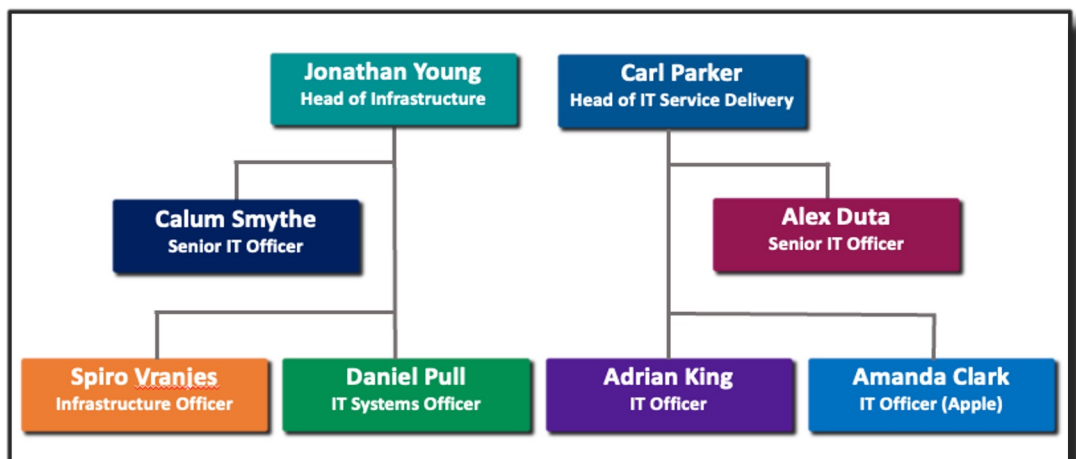 Jonathan Young
Head of Infrastructure
Carl Parker
Head of IT Service Delivery
Calum Smythe
Senior IT Officer
Alex Duta
Senior IT Officer
Spiro Vranjes
Infrastructure Officer
Daniel Pull
IT Systems Officer
Adrian King
IT Officer
Amanda Clark
IT Officer (Apple)